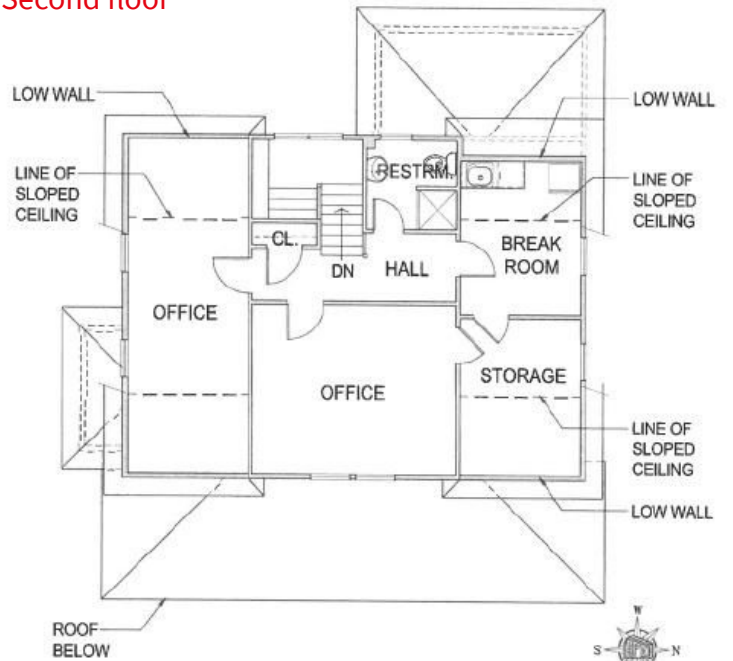 Second floor
LOW WALL
LOW WALL
LINE OF
SLOPED
CEILING
RESTRM.
LINE OF
SLOPED
CEILING
CL.
DN
HALL
BREAK
ROOM
OFFICE
OFFICE
STORAGE
LINE OF
SLOPED
CEILING
LOW WALL
ROOF
BELOW
W
S
N